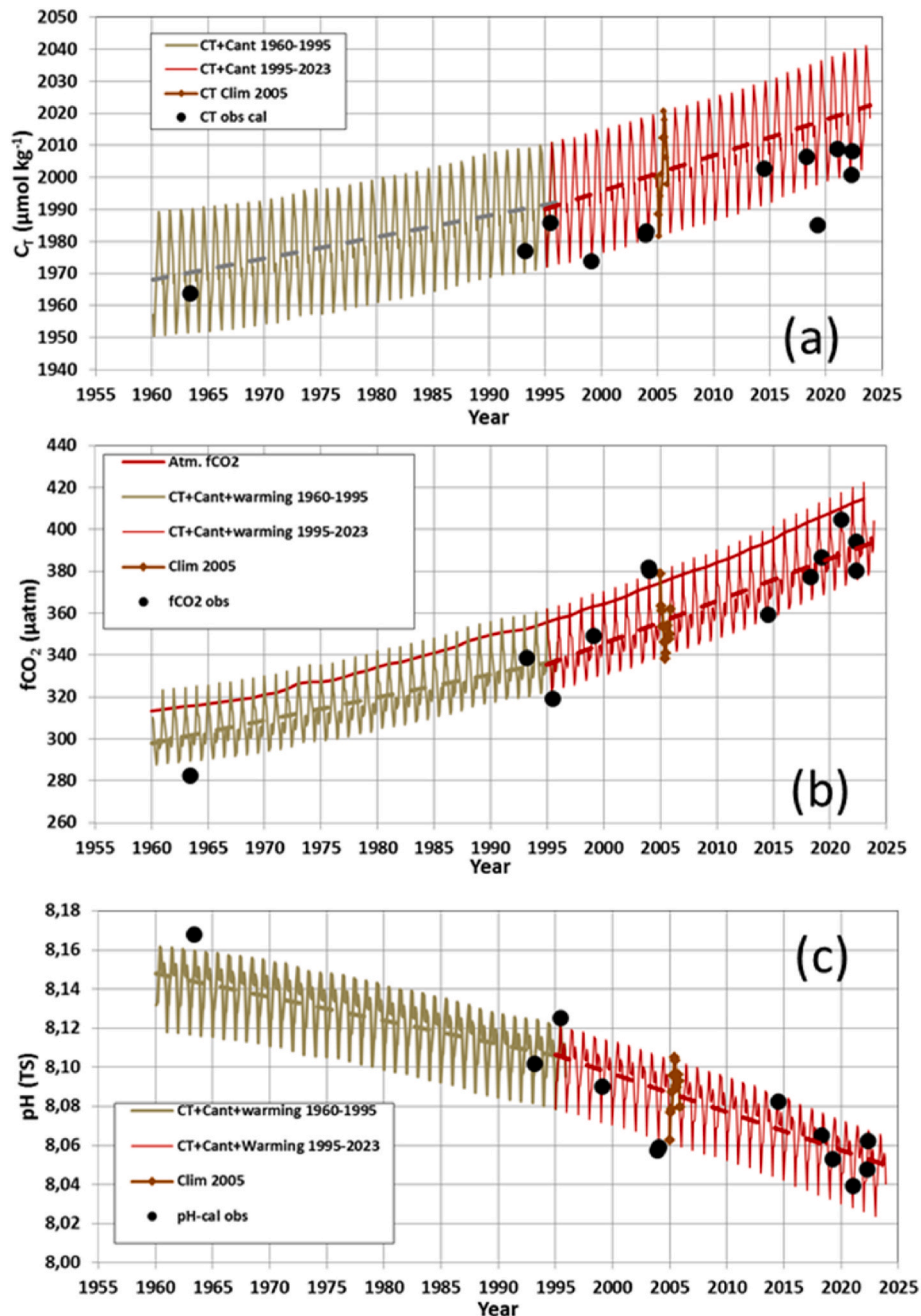 2050
2040
2030
2020
2010
2000
1990
1980
1970
1960
1950
1940
C_T (µmol kg⁻¹)
CT+Cant 1960-1995
CT+Cant 1995-2023
CT Clim 2005
CT obs cal
(a)
1955 1960 1965 1970 1975 1980 1985 1990 1995 2000 2005 2010 2015 2020 2025
Year
440
420
400
380
360
340
320
300
280
260
fCO₂ (µatm)
Atm. fCO2
CT+Cant+warming 1960-1995
CT+Cant+warming 1995-2023
Clim 2005
fCO2 obs
(b)
1955 1960 1965 1970 1975 1980 1985 1990 1995 2000 2005 2010 2015 2020 2025
Year
8,18
8,16
8,14
8,12
8,10
8,08
8,06
8,04
8,02
8,00
pH (TS)
(c)
CT+Cant+warming 1960-1995
CT+Cant+Warming 1995-2023
Clim 2005
pH-cal obs
1955 1960 1965 1970 1975 1980 1985 1990 1995 2000 2005 2010 2015 2020 2025
Year